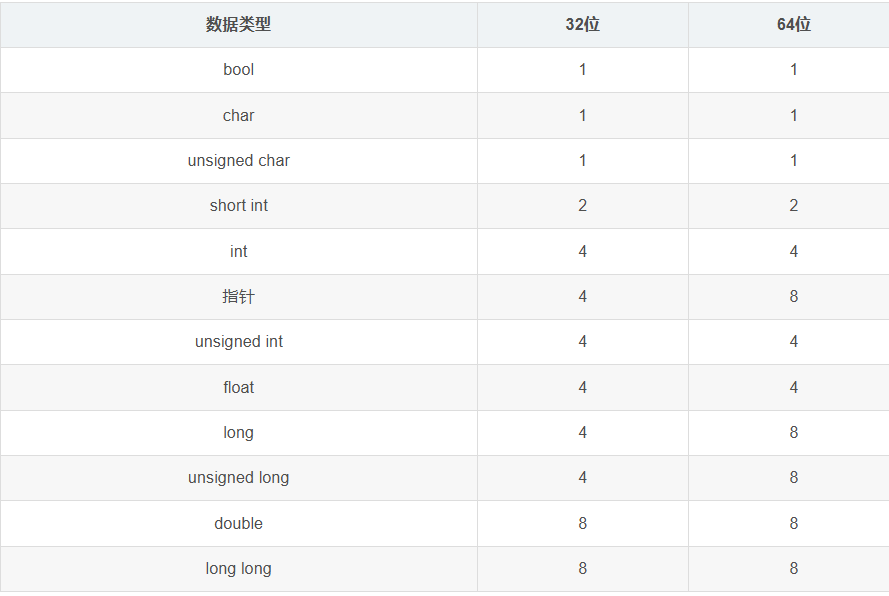 数据类型 32位 64位
bool 1 1
char 1 1
unsigned char 1 1
short int 2 2
int 4 4
指针 4 8
unsigned int 4 4
float 4 4
long 4 8
unsigned long 4 8
double 8 8
long long 8 8